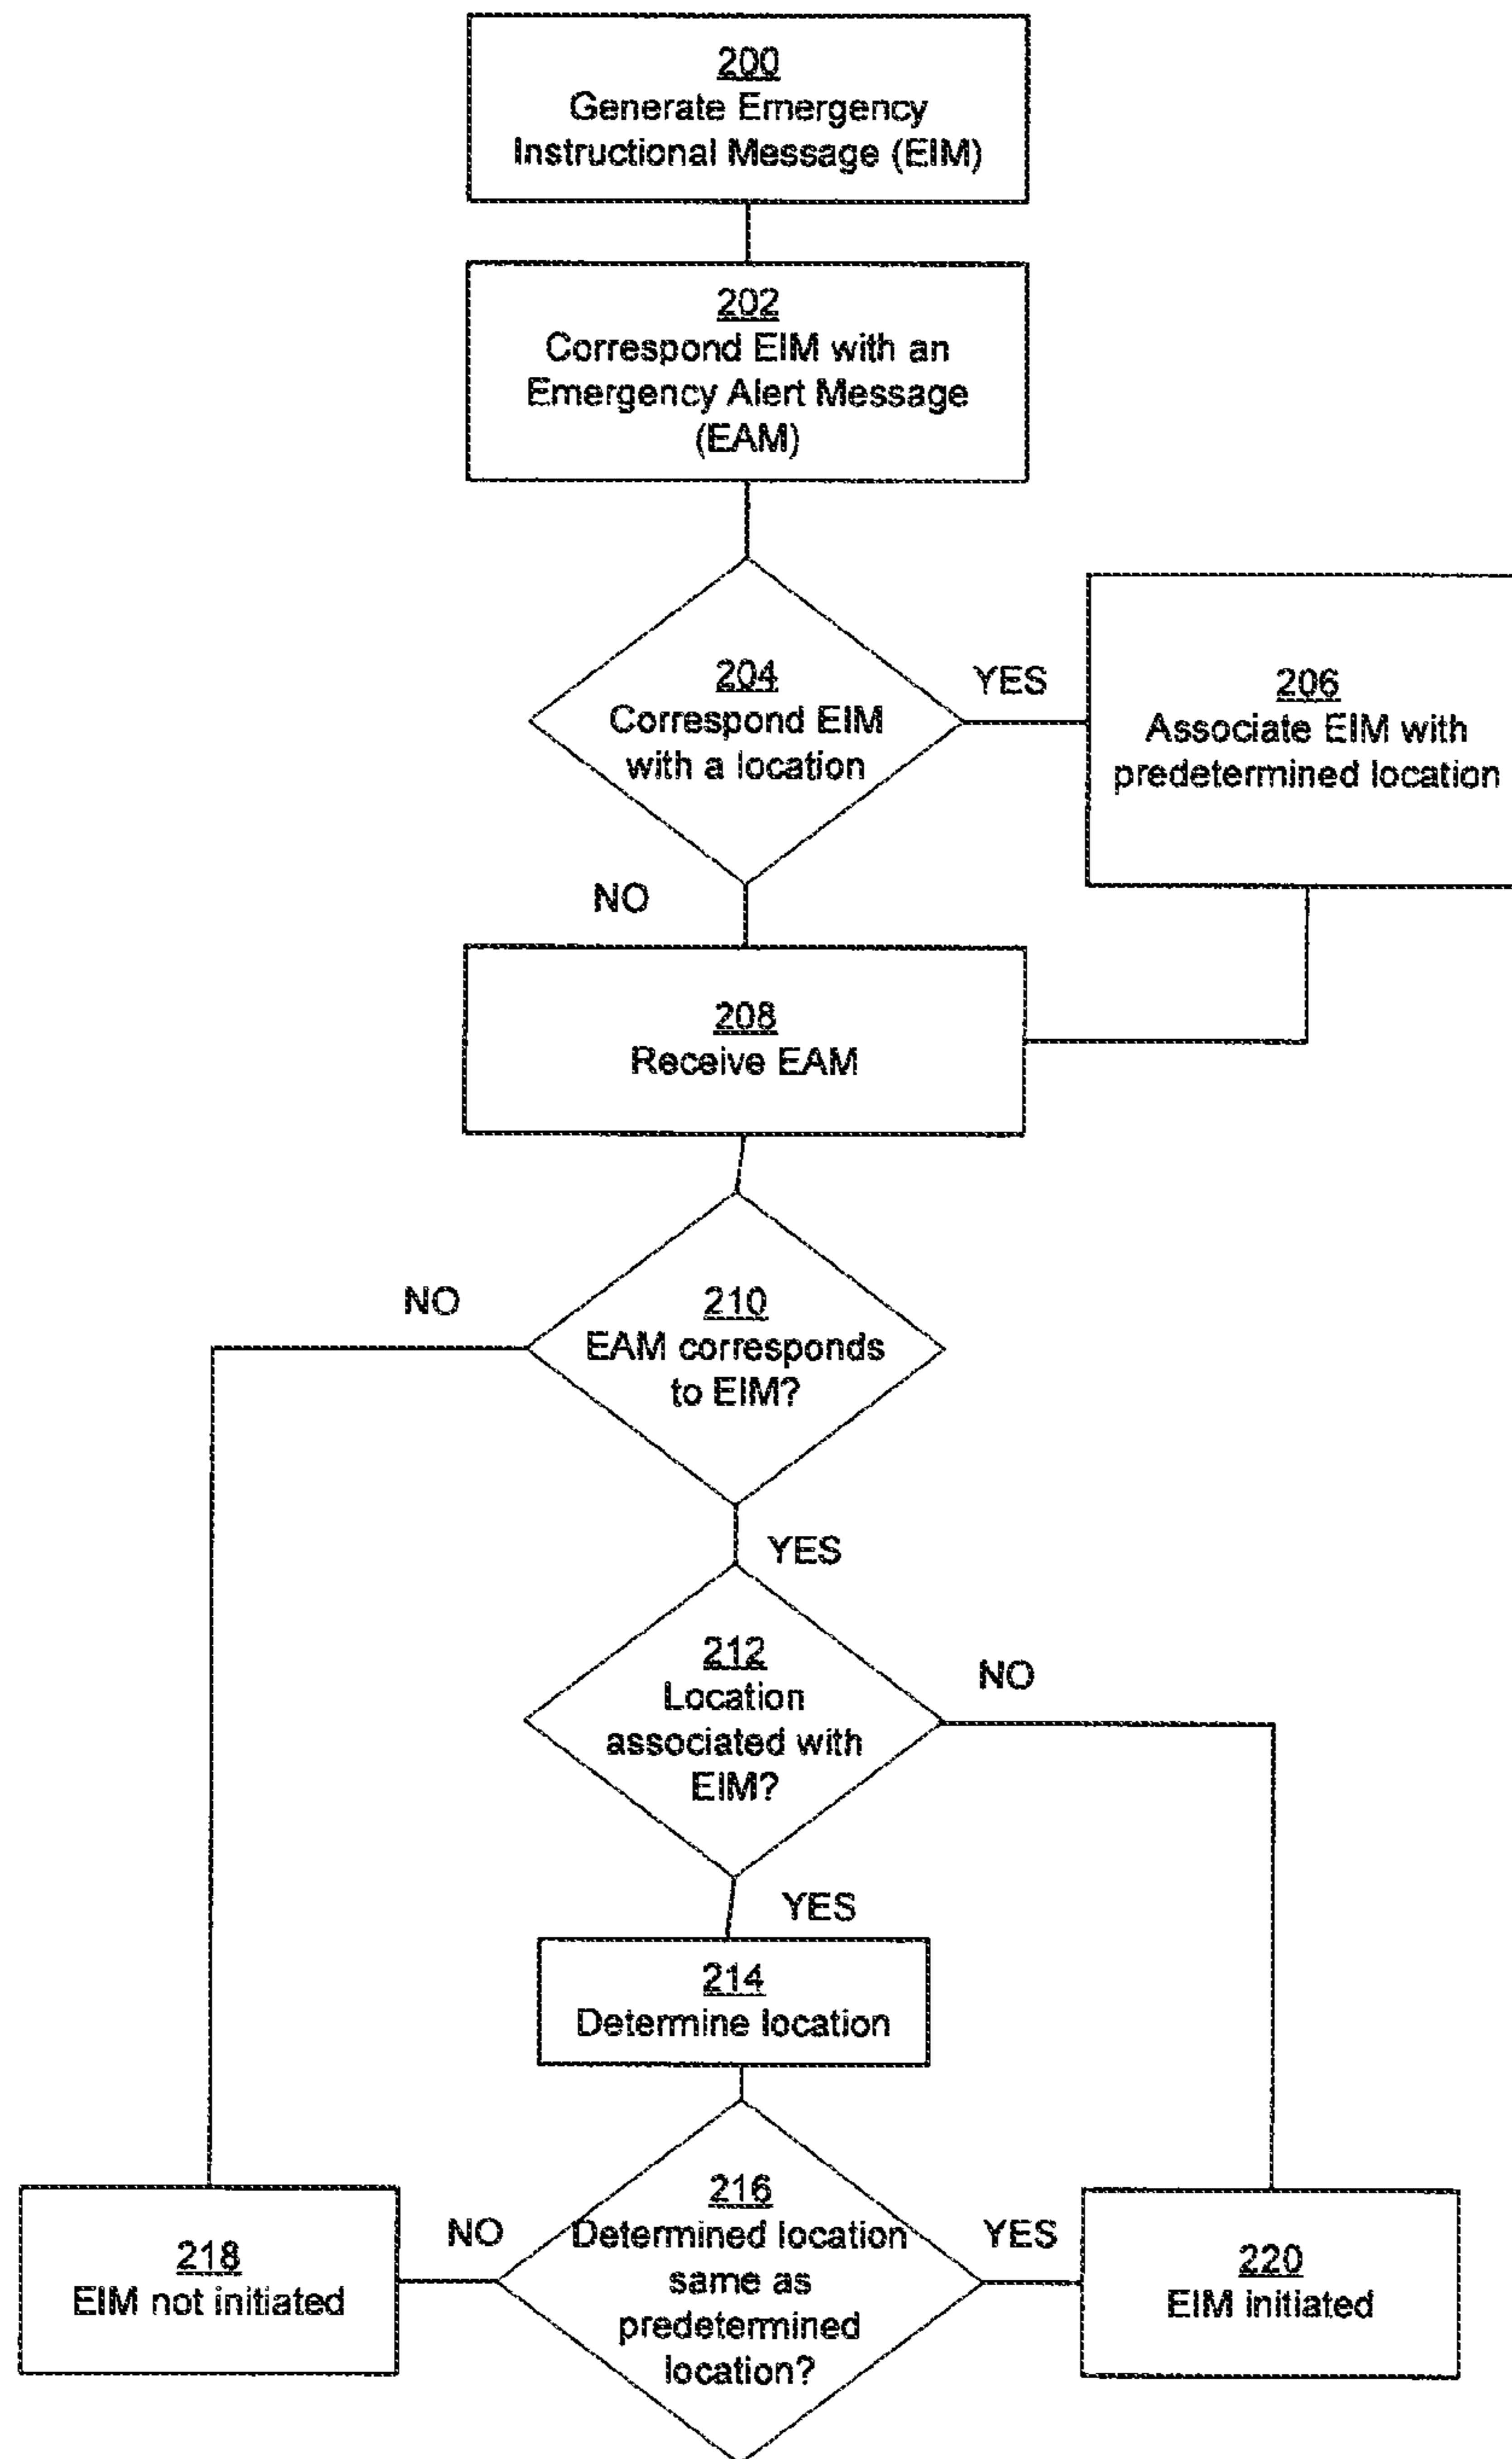 200
Generate Emergency
Instructional Message (EIM)
202
Correspond EIM with an
Emergency Alert Message
(EAM)
204
Correspond EIM
with a location
YES
206
Associate EIM with
predetermined location
NO
208
Receive EAM
NO
210
EAM corresponds
to EIM?
YES
212
Location
associated with
EIM?
NO
YES
214
Determine location
216
Determined location
same as
predetermined
location?
NO
YES
218
EIM not initiated
220
EIM initiated